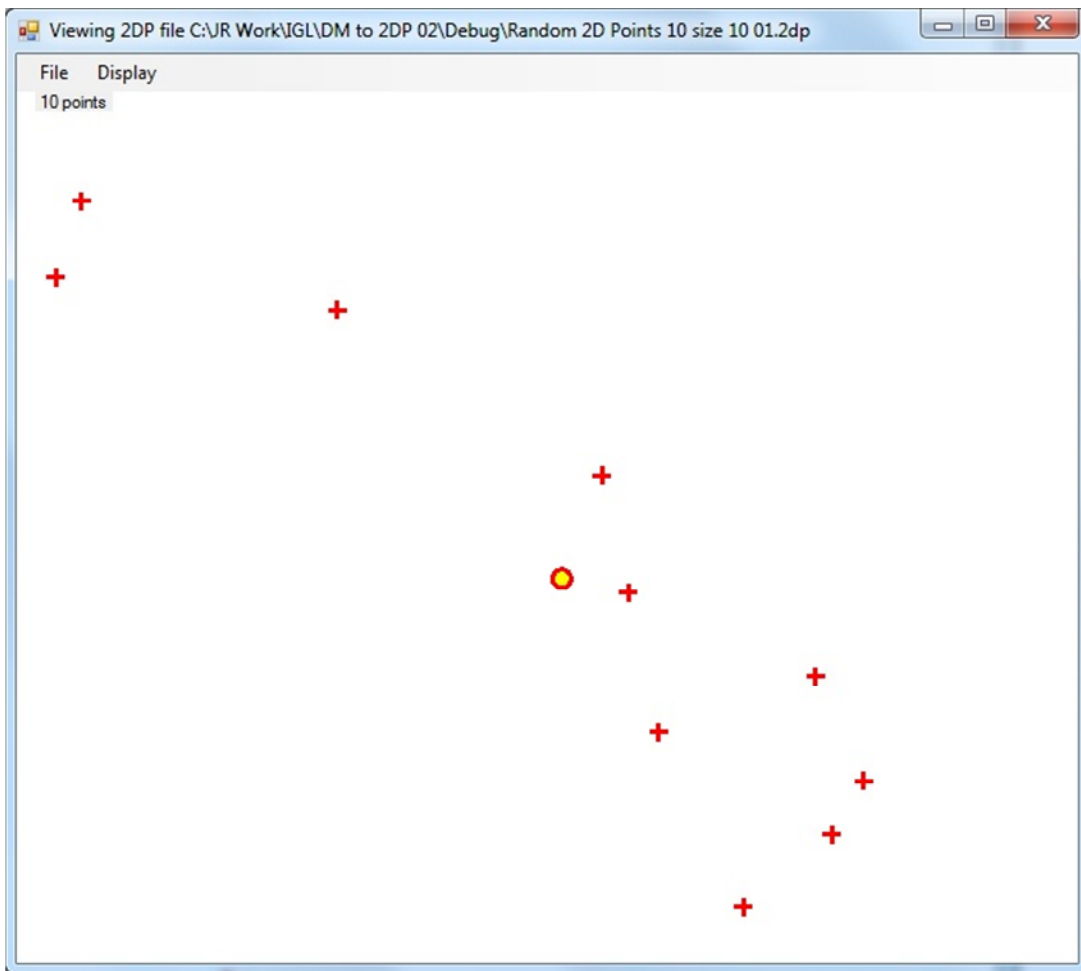 Viewing 2DP file C:\JR Work\IGL\DM to 2DP 02\Debug\Random 2D Points 10 size 10 01.2dp
File Display
10 points